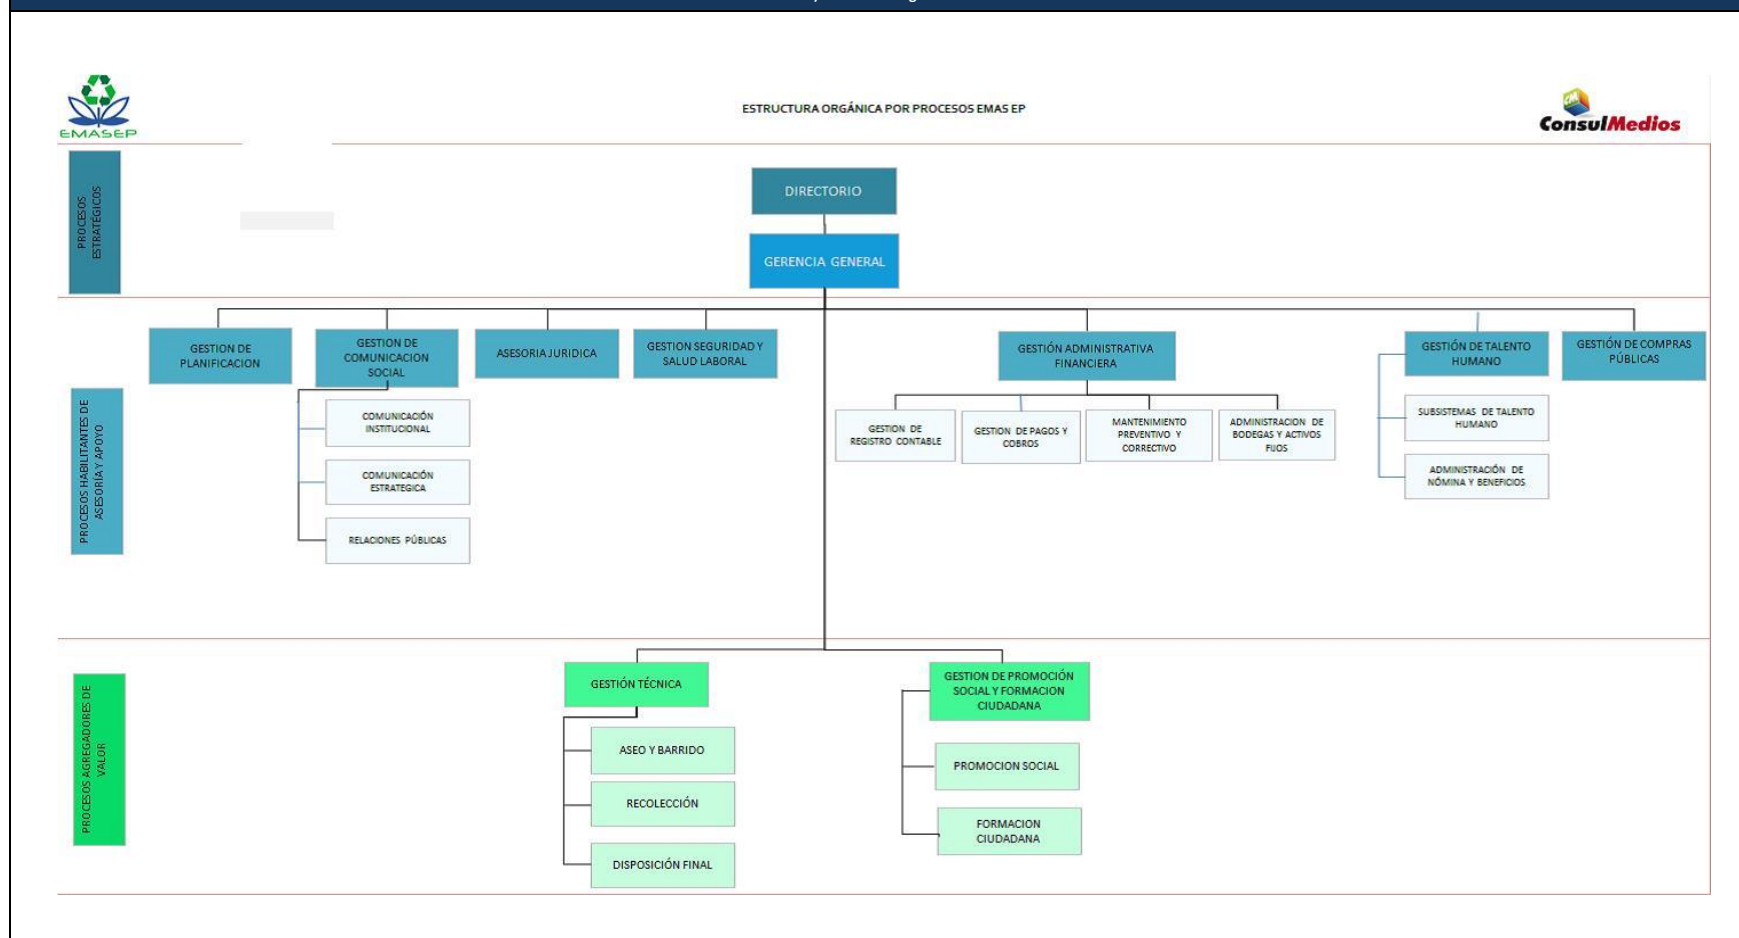 EMASEP
ESTRUCTURA ORGÁNICA POR PROCESOS EMAS EP
CM
ConsulMedios
PROCESOS
ESTRATÉGICOS
DIRECTORIO
GERENCIA GENERAL
PROCESOS HABILITANTES DE
ASESORÍA Y APOYO
GESTION DE
PLANIFICACION
GESTION DE
COMUNICACION
SOCIAL
ASESORIA JURIDICA
GESTION SEGURIDAD Y
SALUD LABORAL
GESTIÓN ADMINISTRATIVA
FINANCIERA
GESTIÓN DE TALENTO
HUMANO
GESTIÓN DE COMPRAS
PÚBLICAS
COMUNICACIÓN
INSTITUCIONAL
COMUNICACIÓN
ESTRATEGICA
RELACIONES PÚBLICAS
GESTION DE
REGISTRO CONTABLE
GESTION DE PAGOS Y
COBROS
MANTENIMIENTO
PREVENTIVO Y
CORRECTIVO
ADMINISTRACION DE
BODEGAS Y ACTIVOS
FIJOS
SUBSISTEMAS DE TALENTO
HUMANO
ADMINISTRACIÓN DE
NÓMINA Y BENEFICIOS
PROCESOS AGREGADORES DE
VALOR
GESTIÓN TÉCNICA
ASEO Y BARRIDO
RECOLECCIÓN
DISPOSICIÓN FINAL
GESTION DE PROMOCIÓN
SOCIAL Y FORMACION
CIUDADANA
PROMOCION SOCIAL
FORMACION
CIUDADANA